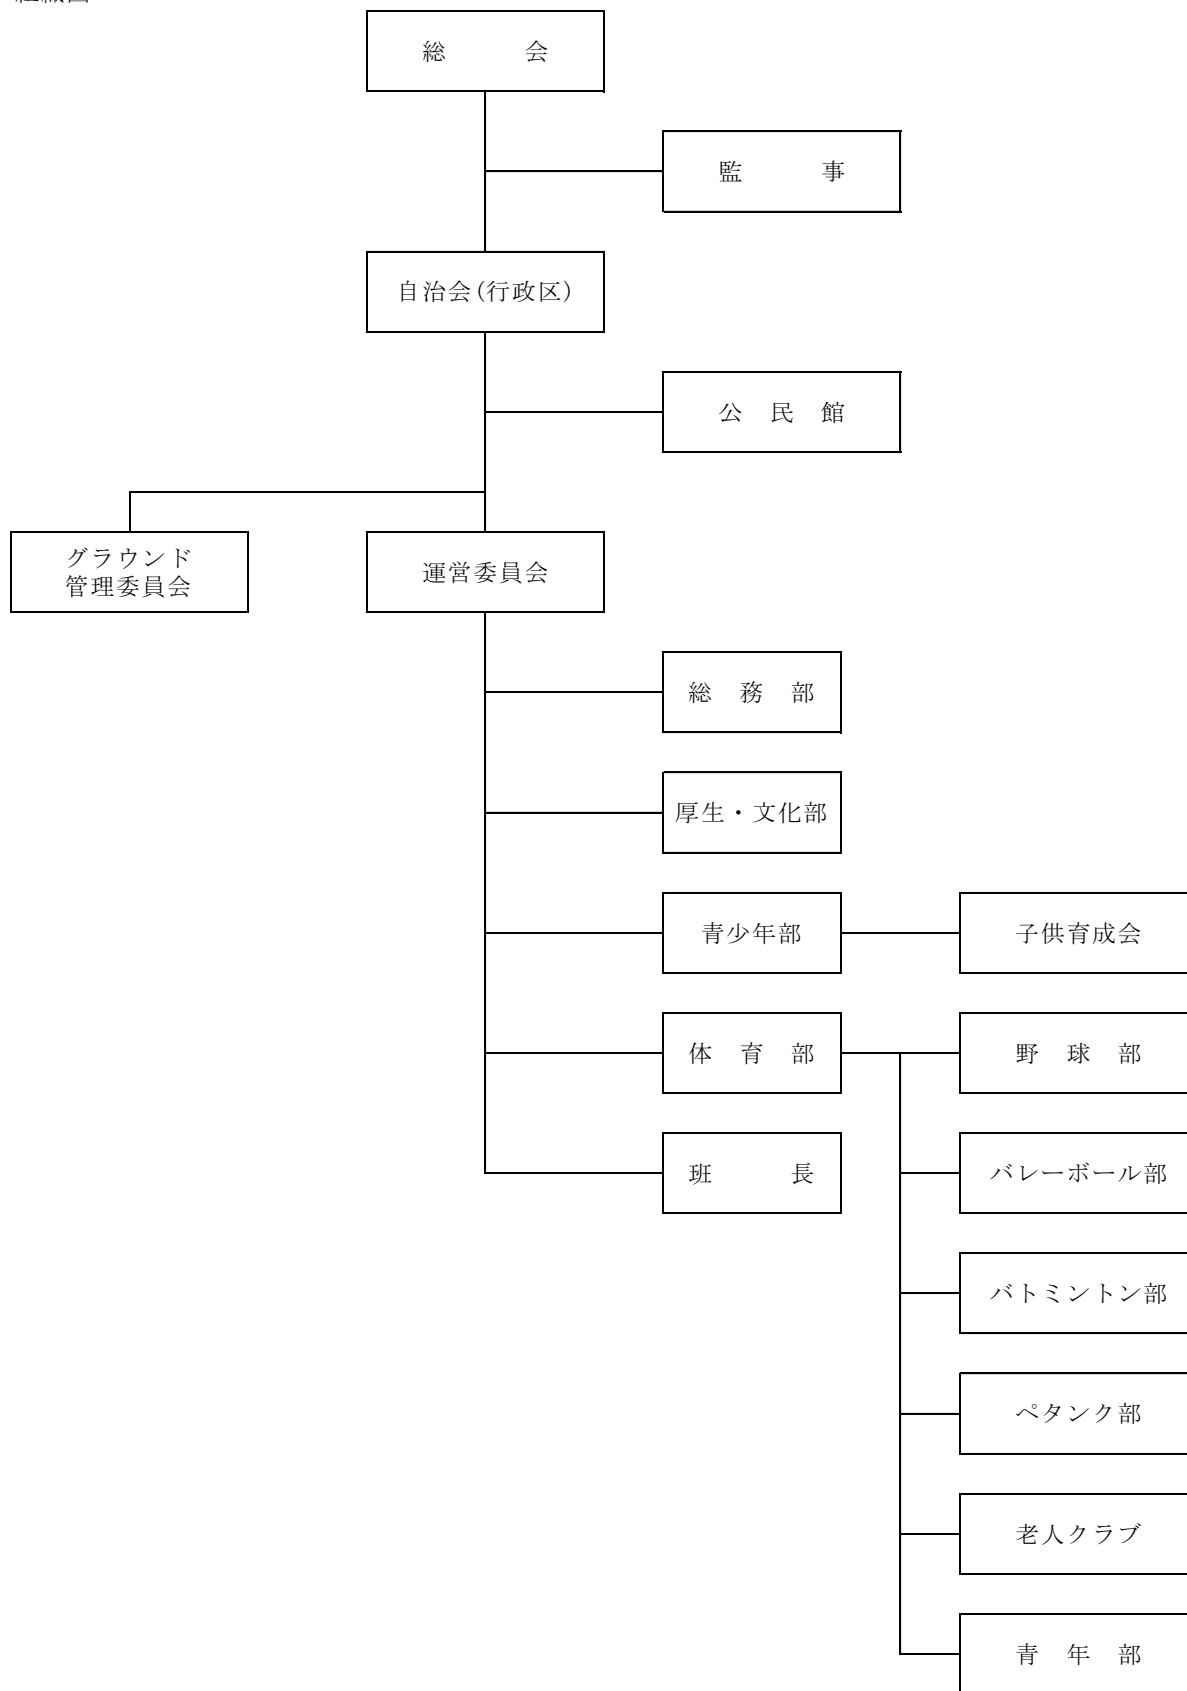 総 会
監 事
自治会(行政区)
公 民 館
グラウンド
管理委員会
運営委員会
総 務 部
厚生・文化部
青少年部
子供育成会
体 育 部
野 球 部
班 長
バレーボール部
バトミントン部
ペタンク部
老人クラブ
青 年 部